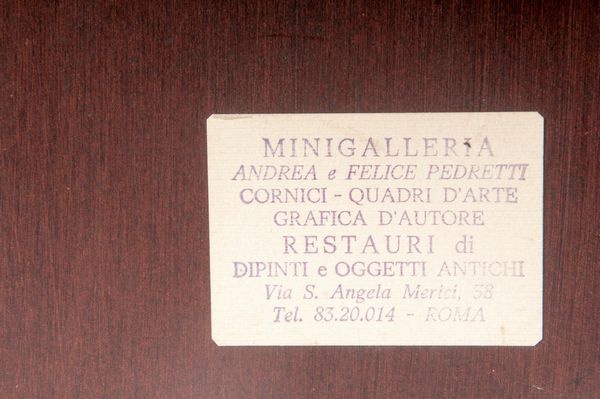 MINIGALLERIA
ANDREA e FELICE PEDRETTI
CORNICI - QUADRI D'ARTE
GRAFICA D'AUTORE
RESTAURI di
DIPINTI e OGGETTI ANTICHI
Via S. Angela Merici, 38
Tel. 83.20.014 - ROMA